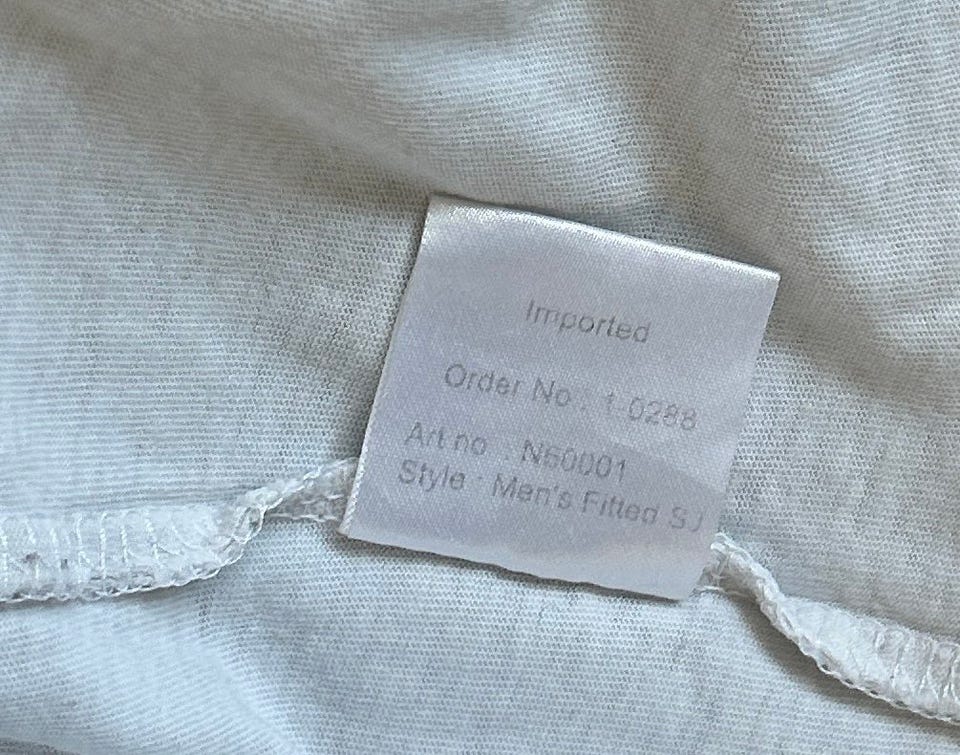 Imported
Order No : 1-0288
Art no : N60001
Style : Men's Fitted SJ